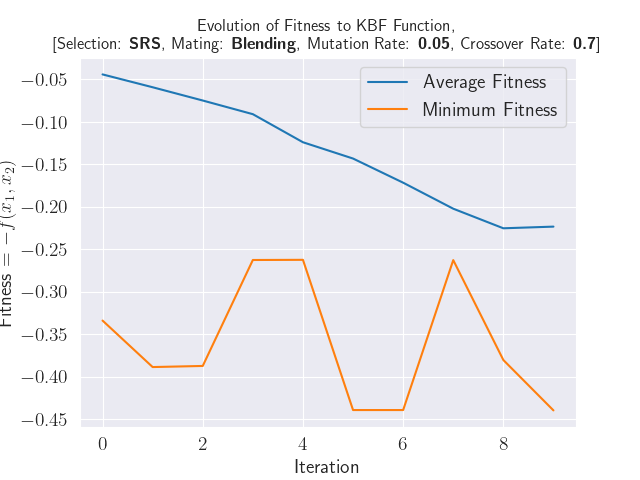 Evolution of Fitness to KBF Function,
[Selection: SRS, Mating: Blending, Mutation Rate: 0.05, Crossover Rate: 0.7]
Average Fitness
Minimum Fitness
Fitness = −f(x₁, x₂)
−0.05
−0.10
−0.15
−0.20
−0.25
−0.30
−0.35
−0.40
−0.45
0 2 4 6 8
Iteration